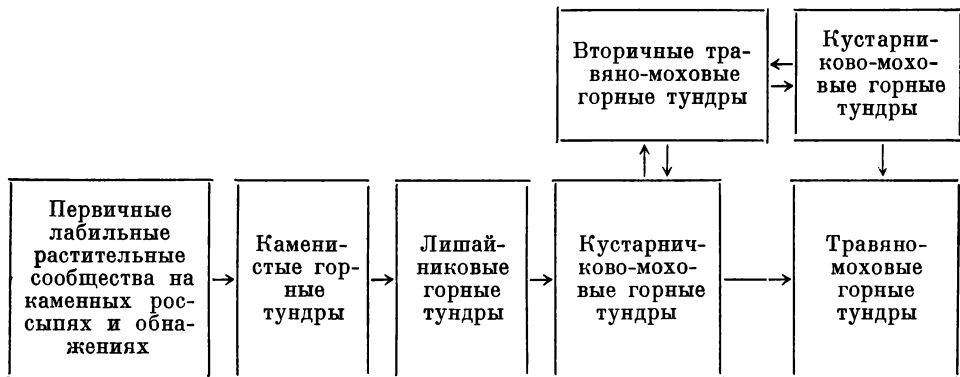 Вторичные тра-
вяно-моховые
горные тундры
Кустарни-
ково-мохо-
вые горные
тундры
Первичные
лабильные
растительные
сообщества на
каменных рос-
сыпях и обна-
жениях
Камени-
стые гор-
ные
тундры
Лишай-
никовые
горные
тундры
Кустарнич-
ково-мохо-
вые горные
тундры
Травяно-
моховые
горные
тундры